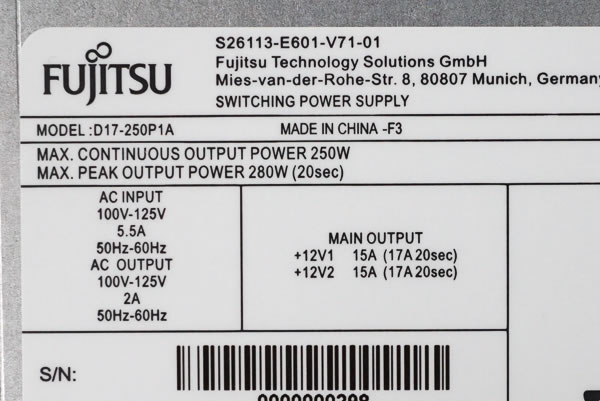 FUJITSU
S26113-E601-V71-01
Fujitsu Technology Solutions GmbH
Mies-van-der-Rohe-Str. 8, 80807 Munich, Germany
SWITCHING POWER SUPPLY
MODEL :D17-250P1A MADE IN CHINA -F3
MAX. CONTINUOUS OUTPUT POWER 250W
MAX. PEAK OUTPUT POWER 280W (20sec)
AC INPUT
100V-125V
5.5A
50Hz-60Hz
AC OUTPUT
100V-125V
2A
50Hz-60Hz
MAIN OUTPUT
+12V1 15A (17A 20sec)
+12V2 15A (17A 20sec)
S/N: